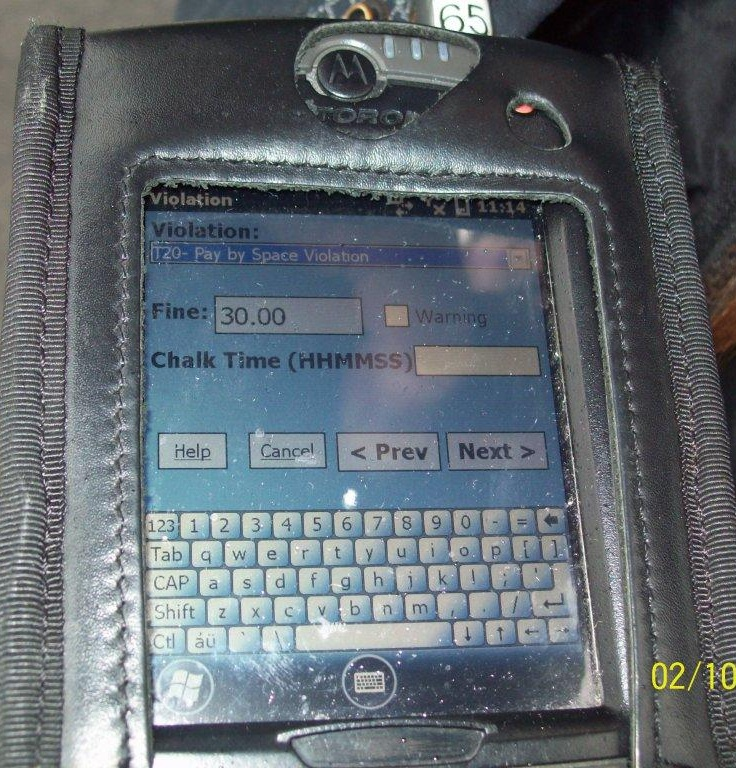 65
Violation
11:14
Violation:
T20- Pay by Space Violation
Fine: 30.00 Warning
Chalk Time (HHMMSS)
Help Cancel < Prev Next >
123 1 2 3 4 5 6 7 8 9 0 - =
Tab q w e r t y u i o p [ ]
CAP a s d f g h j k l ; '
Shift z x c v b n m , . /
Ctl áü ` \ ↓ ↑ ← →
02/10